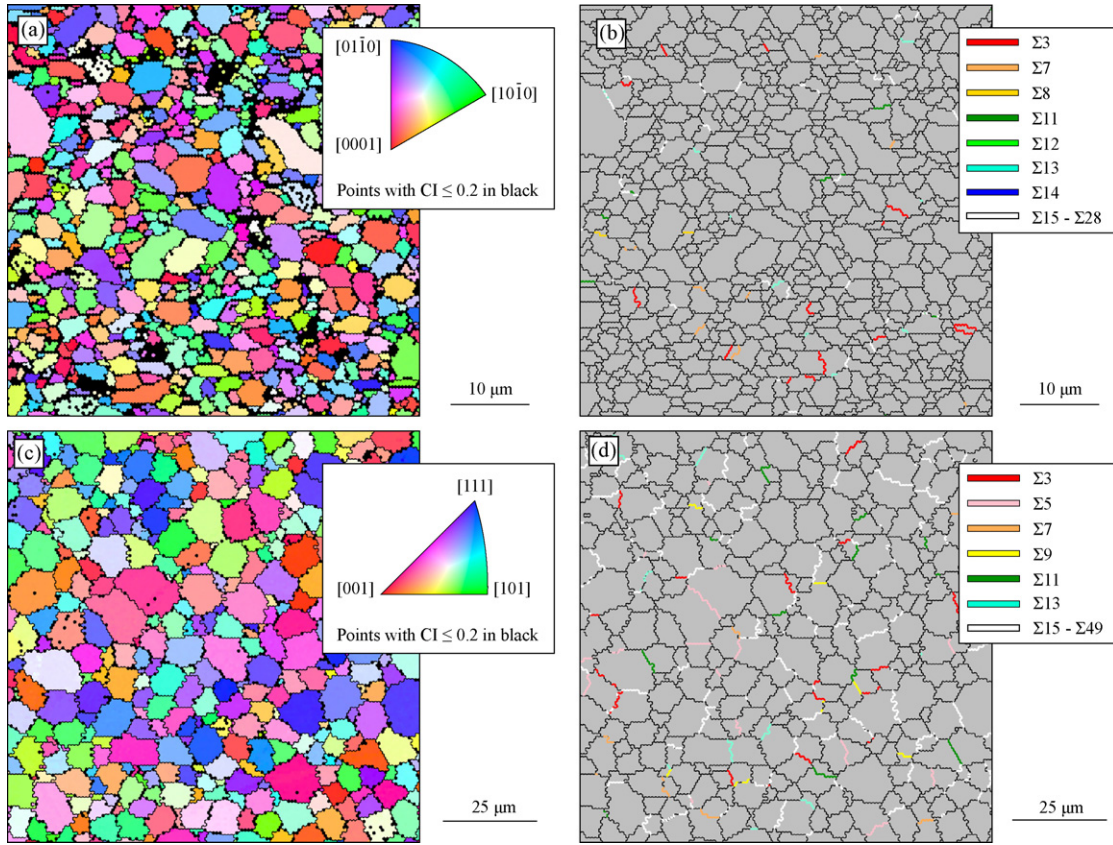 (a)
[011̅0]
[101̅0]
[0001]
Points with CI ≤ 0.2 in black
10 μm
(b)
Σ3
Σ7
Σ8
Σ11
Σ12
Σ13
Σ14
Σ15 - Σ28
10 μm
(c)
[111]
[001]
[101]
Points with CI ≤ 0.2 in black
25 μm
(d)
Σ3
Σ5
Σ7
Σ9
Σ11
Σ13
Σ15 - Σ49
25 μm